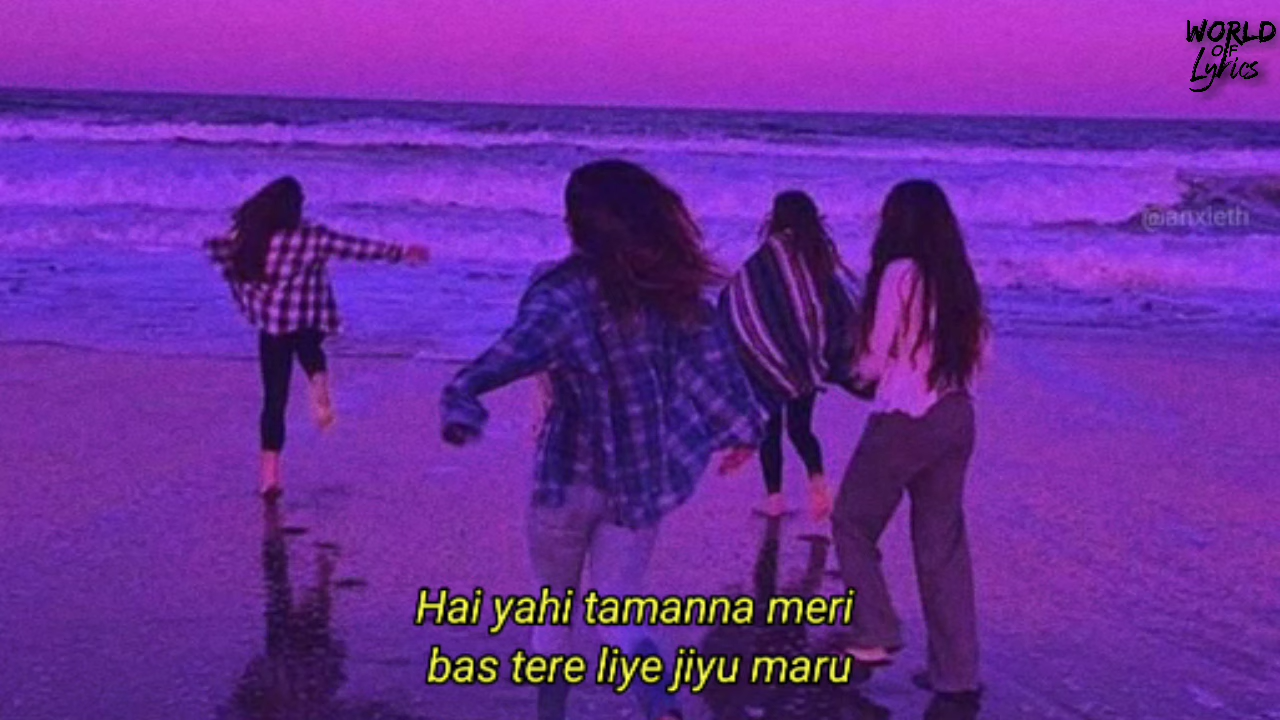 WORLD
OF
Lyrics
@anxieth
Hai yahi tamanna meri
bas tere liye jiyu maru